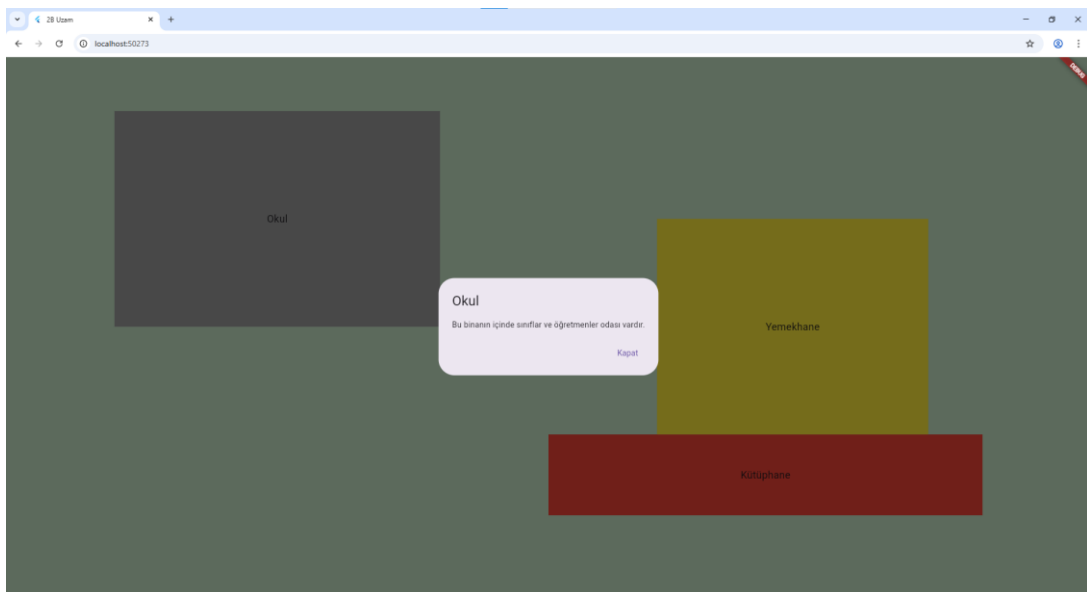 2B Uzem
localhost:50273
DEBUG
Okul
Okul
Bu binanın içinde sınıflar ve öğretmenler odası vardır.
Kapat
Yemekhane
Kütüphane